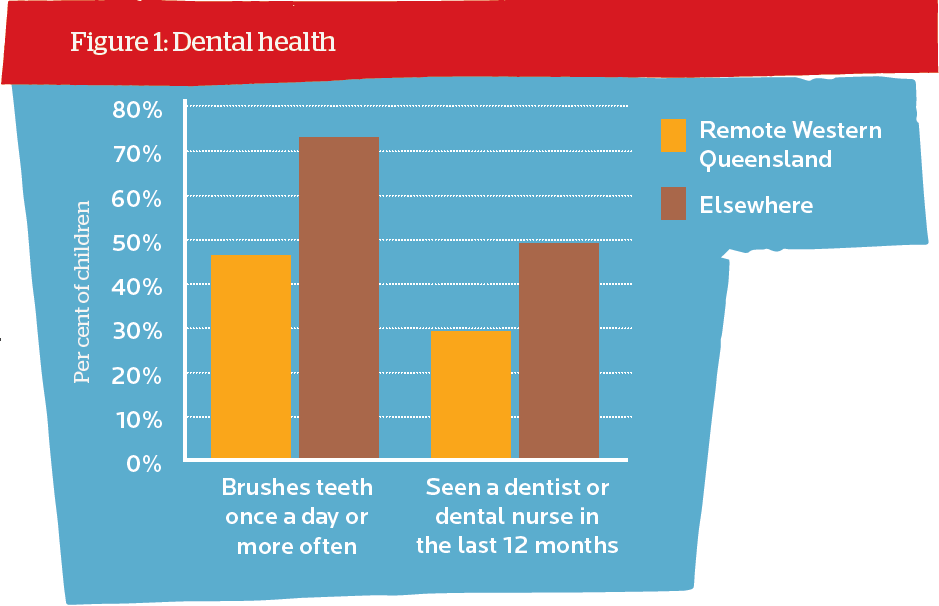 Figure 1: Dental health
80%
70%
60%
50%
40%
30%
20%
10%
0%
Per cent of children
Remote Western
Queensland
Elsewhere
Brushes teeth
once a day or
more often
Seen a dentist or
dental nurse in
the last 12 months